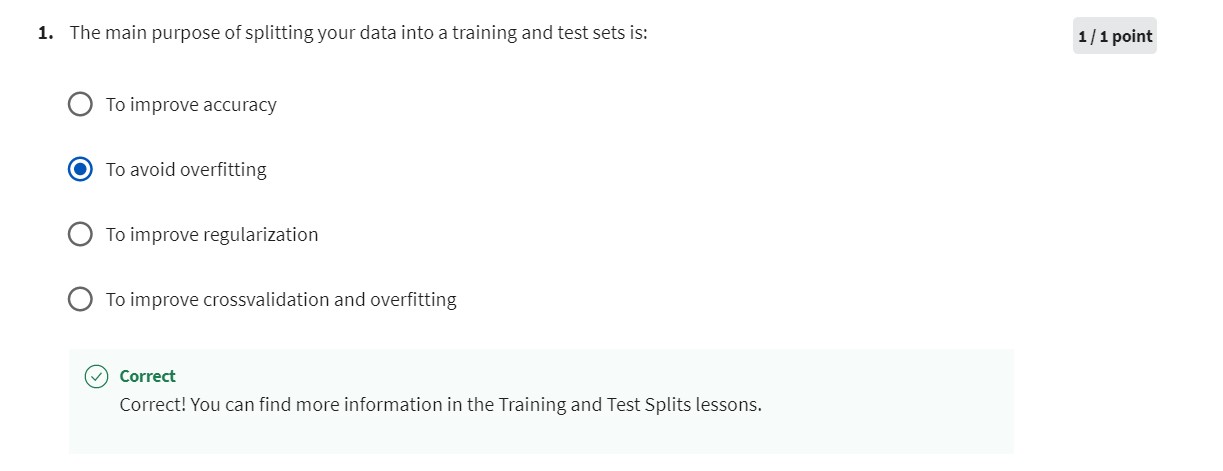 1. The main purpose of splitting your data into a training and test sets is:
1 / 1 point
To improve accuracy
To avoid overfitting
To improve regularization
To improve crossvalidation and overfitting
Correct
Correct! You can find more information in the Training and Test Splits lessons.